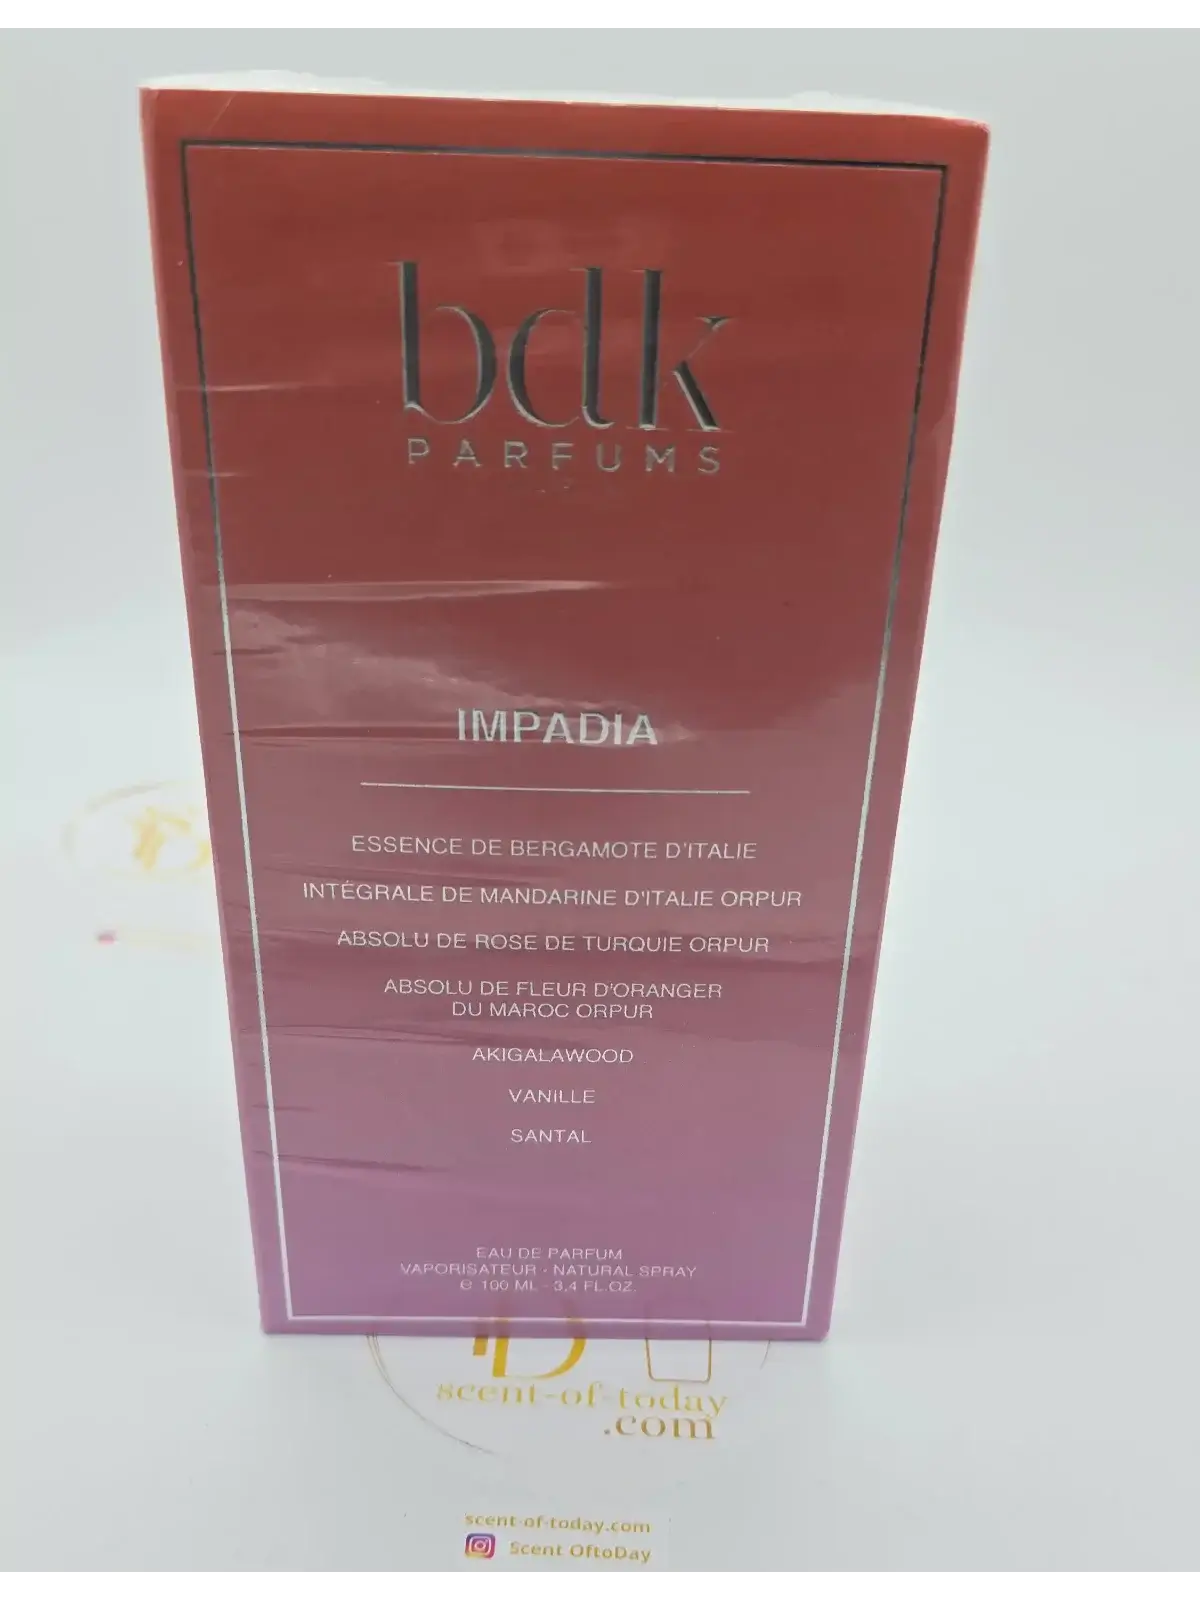 bdk
PARFUMS
IMPADIA
ESSENCE DE BERGAMOTE D'ITALIE
INTÉGRALE DE MANDARINE D'ITALIE ORPUR
ABSOLU DE ROSE DE TURQUIE ORPUR
ABSOLU DE FLEUR D'ORANGER
DU MAROC ORPUR
AKIGALAWOOD
VANILLE
SANTAL
EAU DE PARFUM
VAPORISATEUR - NATURAL SPRAY
℮ 100 ML - 3,4 FL.OZ.
scent-of-today
.com
scent-of-today.com
Scent OftoDay